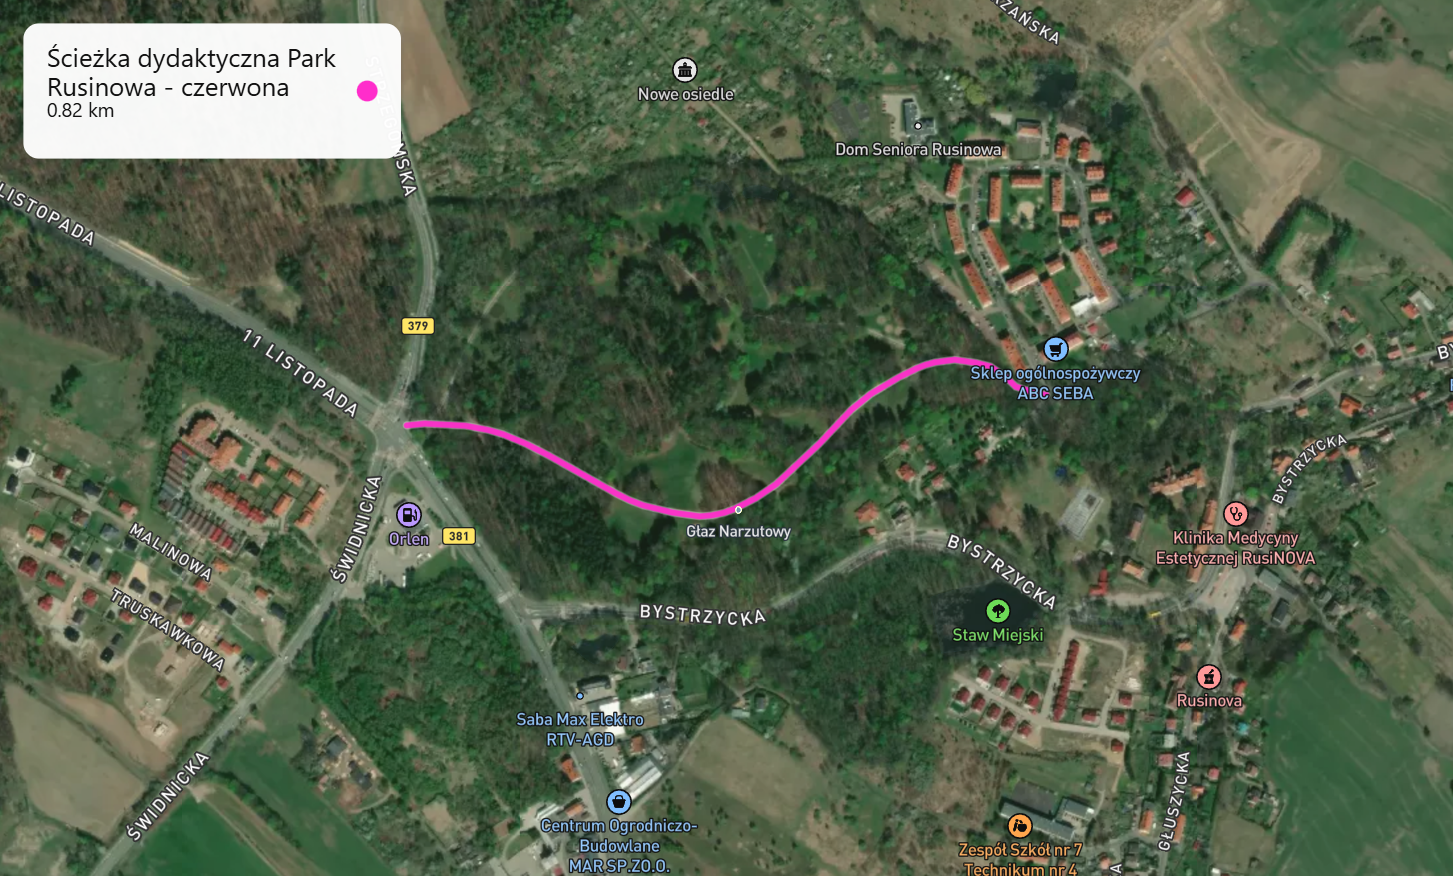 Ścieżka dydaktyczna Park
Rusinowa - czerwona
0.82 km
ZAŃSKA
Nowe osiedle
Dom Seniora Rusinowa
MSKA
LISTOPADA
379
11 LISTOPADA
Sklep ogólnospożywczy
ABC SEBA
BYSTRZYCKA
ŚWIDNICKA
Orlen
381
Głaz Narzutowy
MALINOWA
TRUSKAWKOWA
BYSTRZYCKA
BYSTRZYCKA
Klinika Medycyny
Estetycznej RusiNOVA
Staw Miejski
Rusinova
Saba Max Elektro
RTV-AGD
ŚWIDNICKA
GŁUSZYCKA
Centrum Ogrodniczo-
Budowlane
MAR SP.ZO.O.
Zespół Szkół nr 7
Technikum nr 4